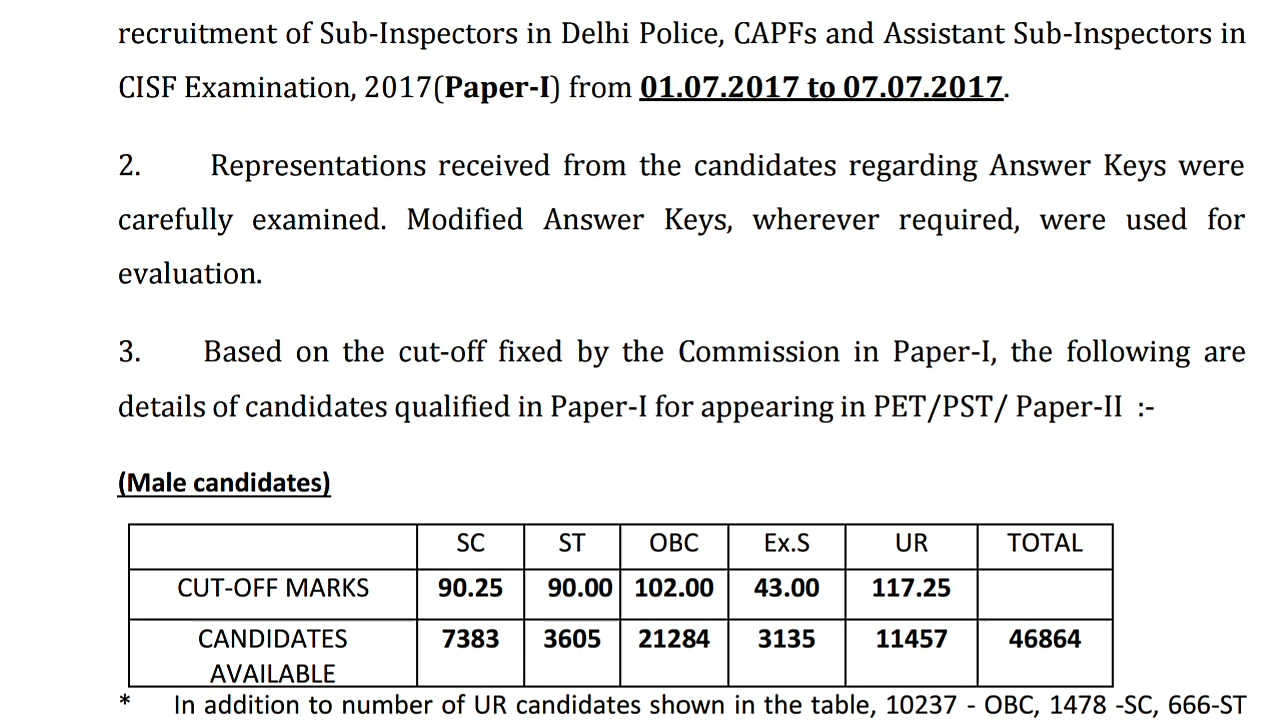 recruitment of Sub-Inspectors in Delhi Police, CAPFs and Assistant Sub-Inspectors in
CISF Examination, 2017(Paper-I) from 01.07.2017 to 07.07.2017.
2. Representations received from the candidates regarding Answer Keys were
carefully examined. Modified Answer Keys, wherever required, were used for
evaluation.
3. Based on the cut-off fixed by the Commission in Paper-I, the following are
details of candidates qualified in Paper-I for appearing in PET/PST/ Paper-II :-
(Male candidates)
SC ST OBC Ex.S UR TOTAL
CUT-OFF MARKS 90.25 90.00 102.00 43.00 117.25
CANDIDATES 7383 3605 21284 3135 11457 46864
AVAILABLE
* In addition to number of UR candidates shown in the table, 10237 - OBC, 1478 -SC, 666-ST